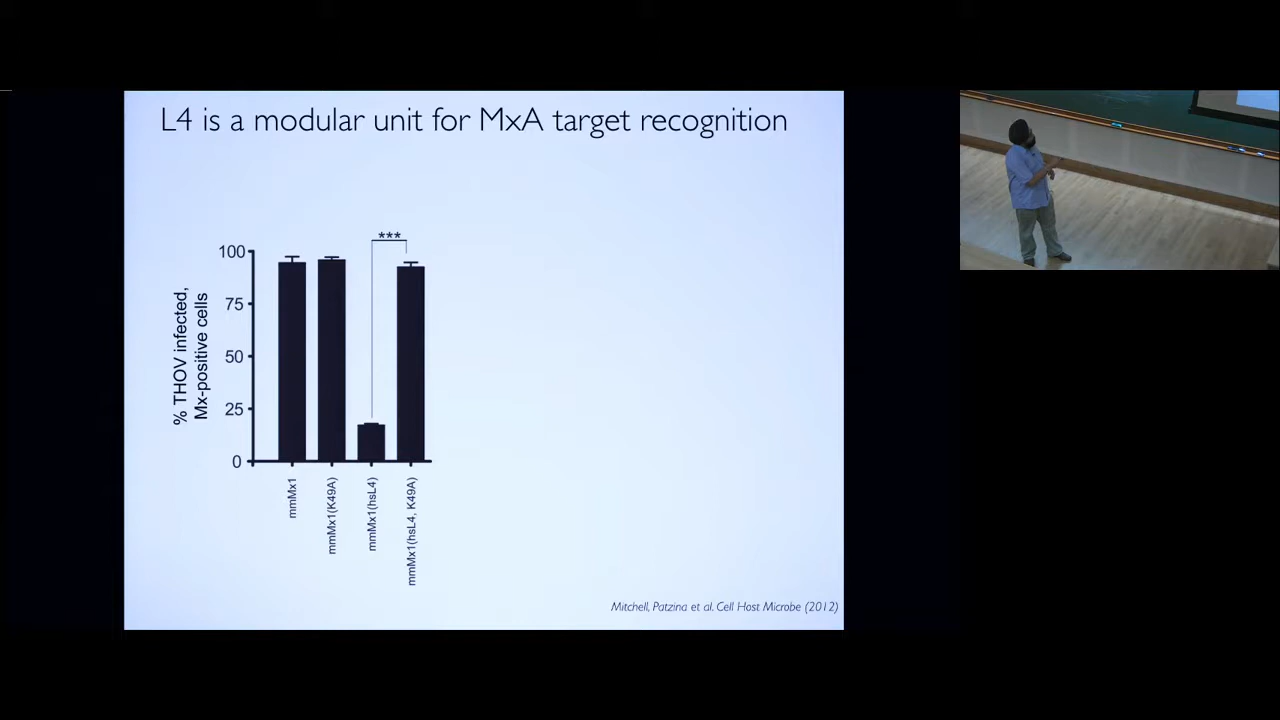 L4 is a modular unit for MxA target recognition
***
100
75
50
25
0
% THOV infected,
Mx-positive cells
mmMx1
mmMx1(K49A)
mmMx1(hsL4)
mmMx1(hsL4, K49A)
Mitchell, Patzina et al. Cell Host Microbe (2012)